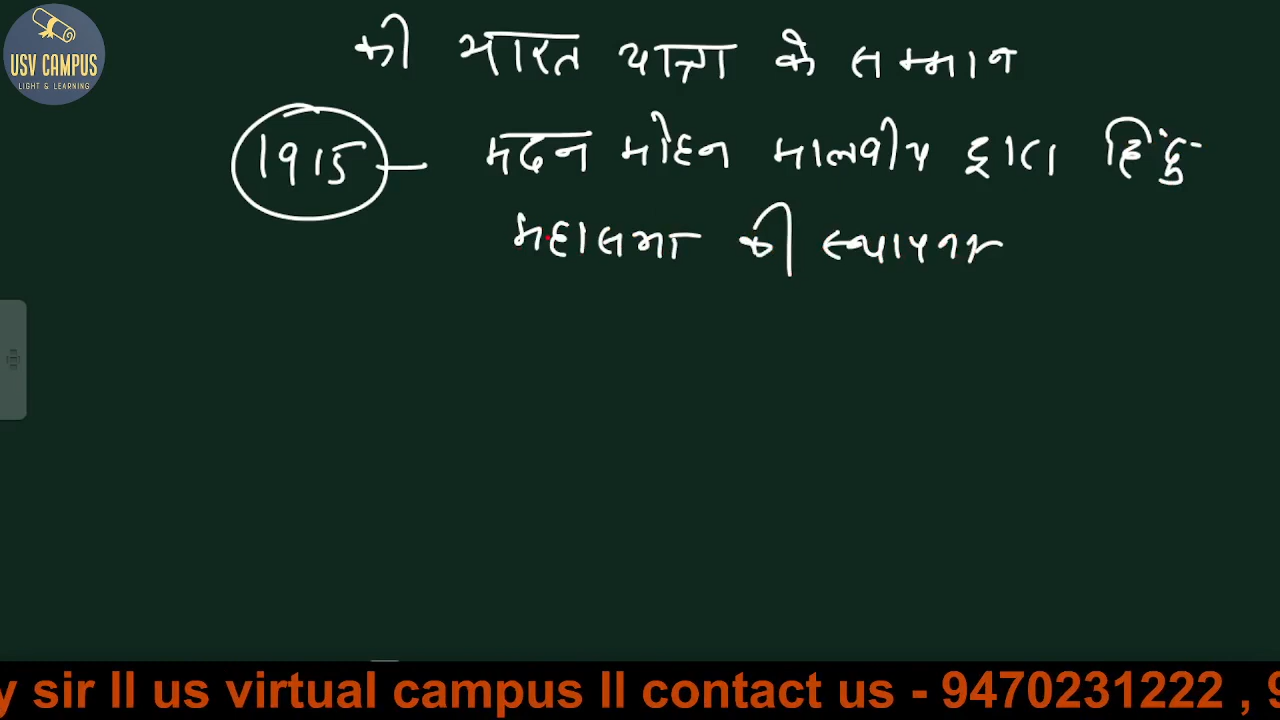 USV CAMPUS
LIGHT & LEARNING
की भारत यात्रा के सम्मान
1915 - मदन मोहन मालवीय द्वारा हिंदु
महासभा की स्थापना
y sir ll us virtual campus ll contact us - 9470231222 , 9